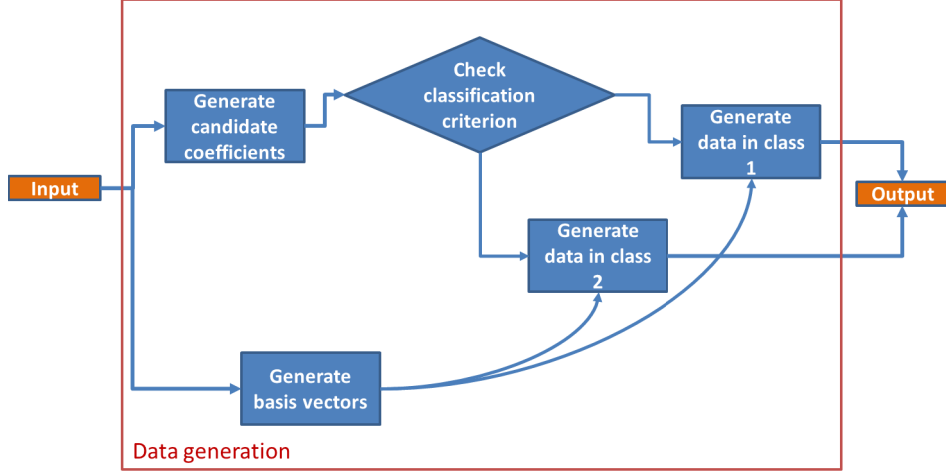 Input
Generate
candidate
coefficients
Check
classification
criterion
Generate
data in class
1
Generate
data in class
2
Output
Generate
basis vectors
Data generation